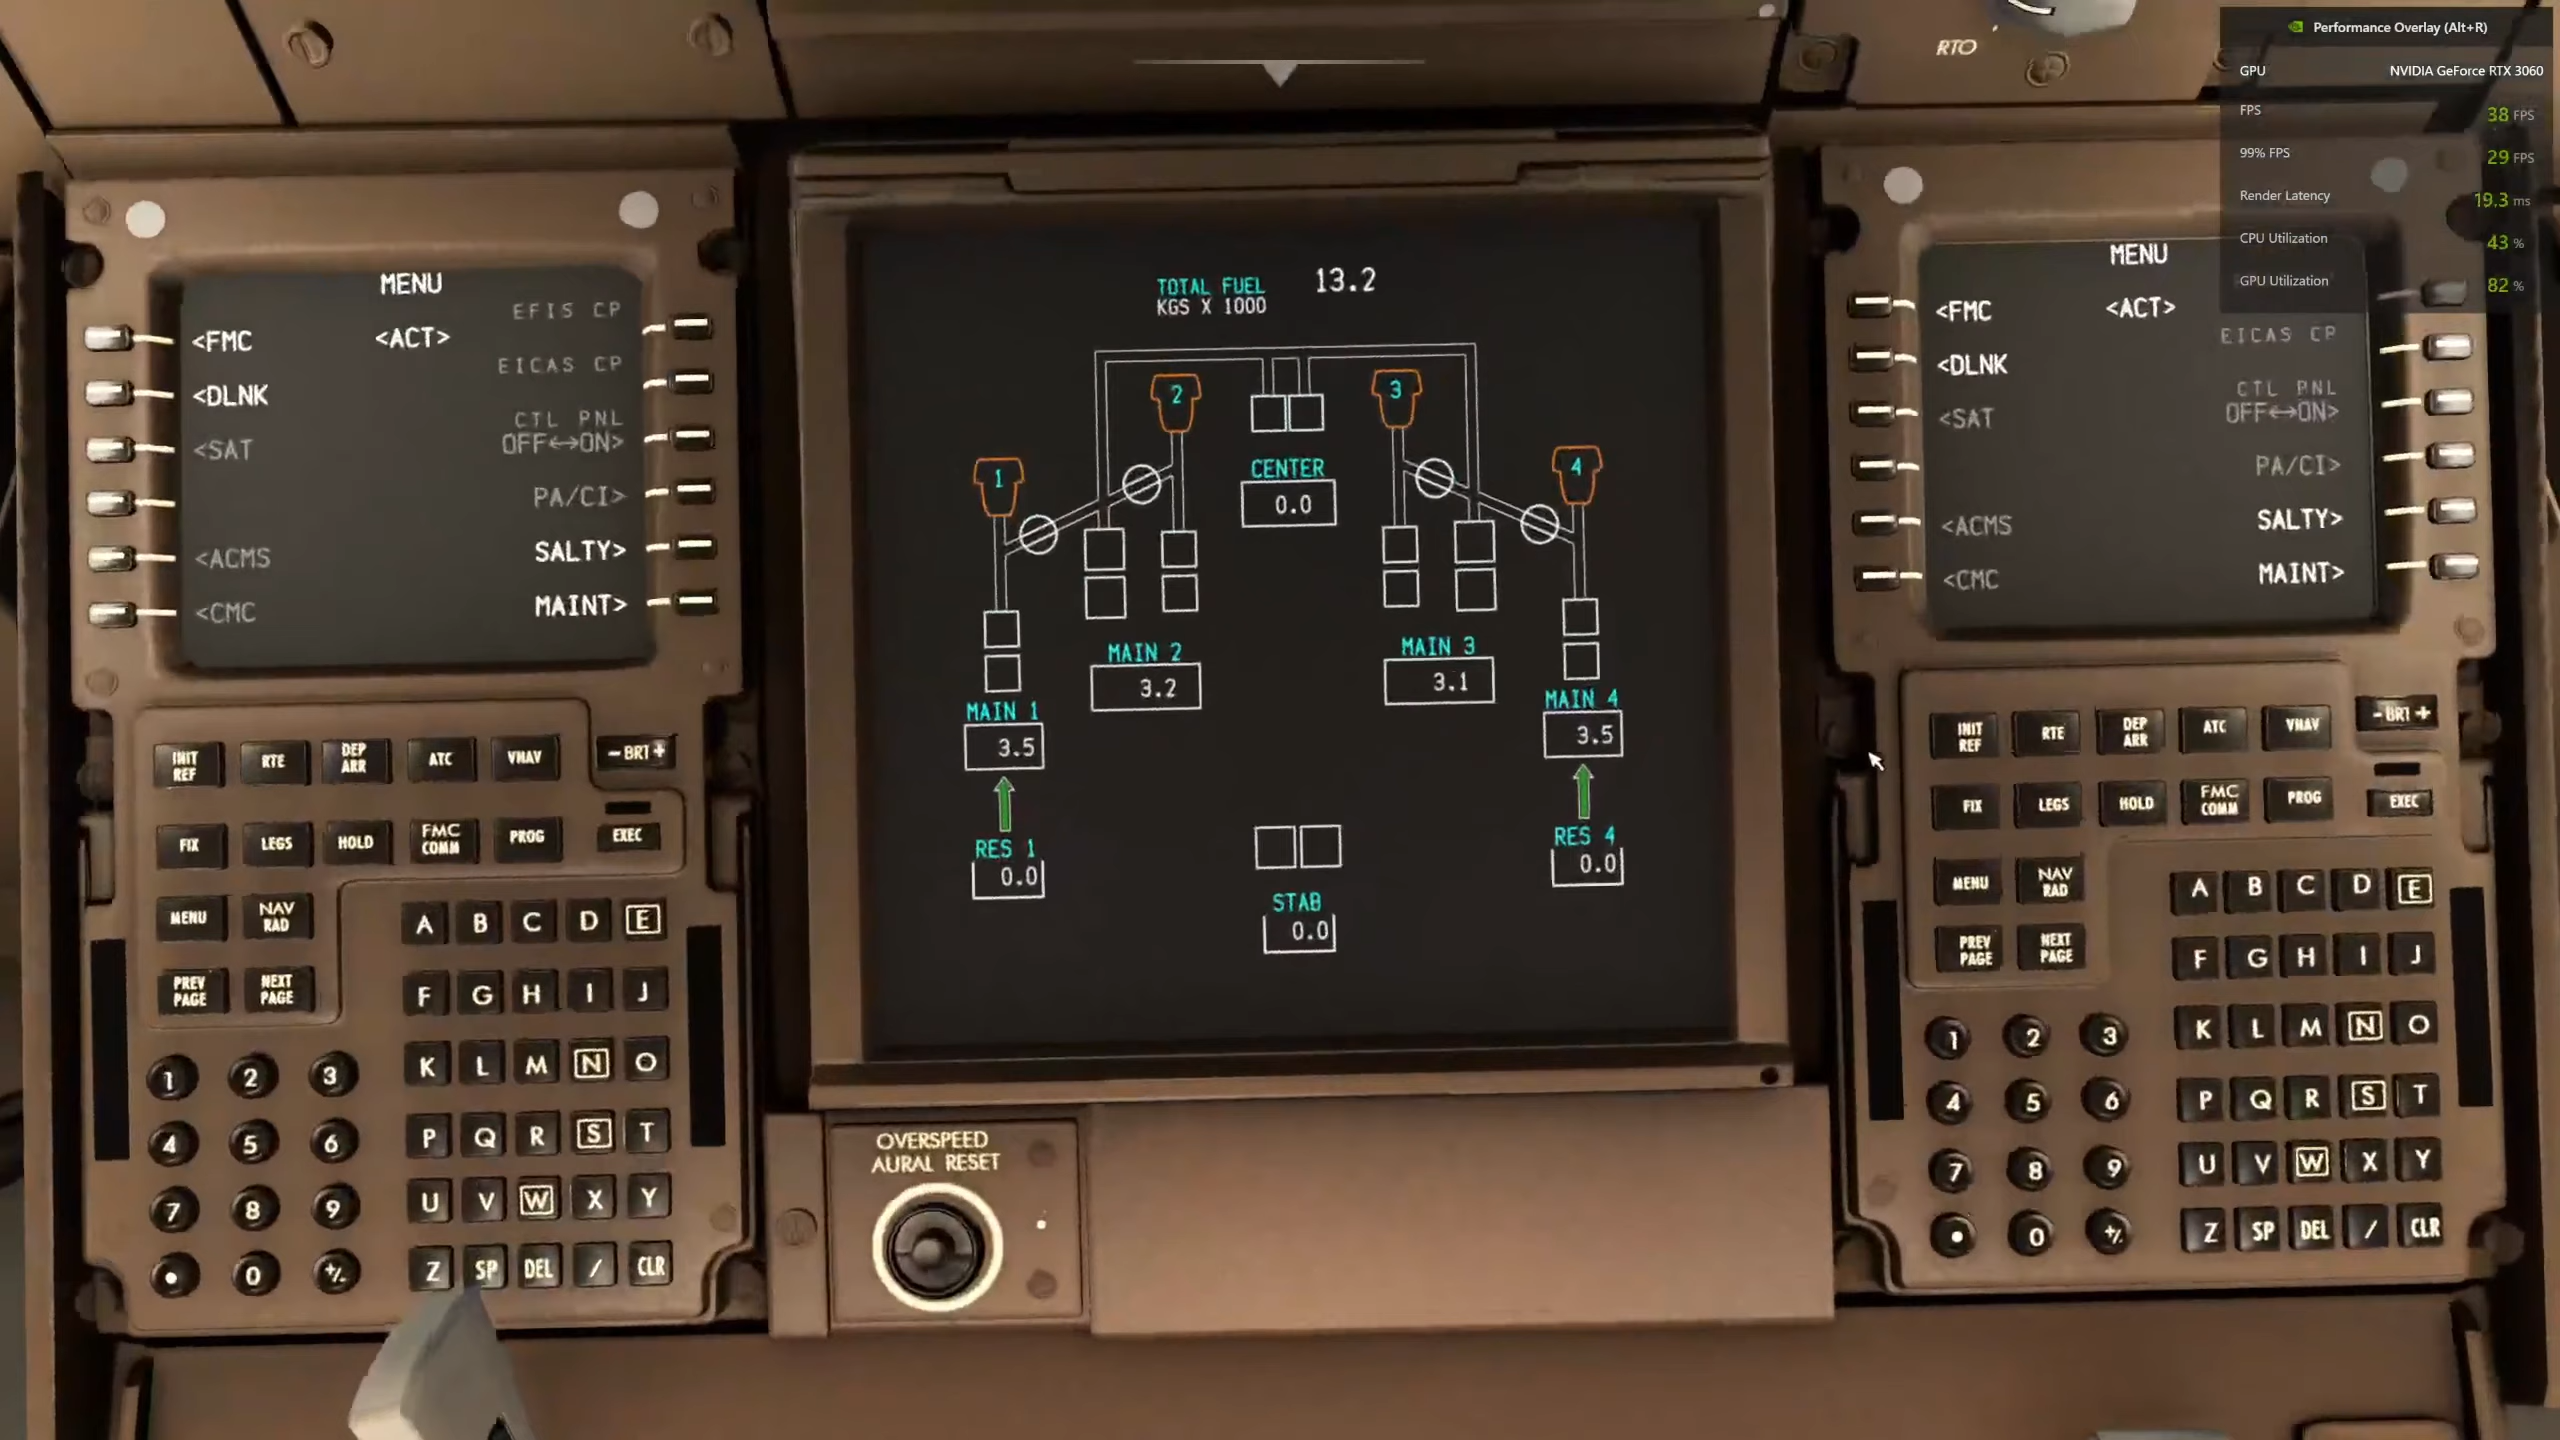 RTO
Performance Overlay (Alt+R)
GPU NVIDIA GeForce RTX 3060
FPS 38 FPS
99% FPS 29 FPS
Render Latency 19.3 ms
CPU Utilization 43 %
GPU Utilization 82 %
MENU
EFIS CP
<FMC <ACT>
EICAS CP
<DLNK
CTL PNL
<SAT OFF↔ON>
PA/CI>
<ACMS SALTY>
<CMC MAINT>
INIT REF
RTE
DEP ARR
ATC
VNAV
- BRT +
FIX
LEGS
HOLD
FMC COMM
PROG
EXEC
MENU
NAV RAD
PREV PAGE
NEXT PAGE
A B C D E
F G H I J
K L M N O
P Q R S T
U V W X Y
Z SP DEL / CLR
1 2 3
4 5 6
7 8 9
• 0 +/-
TOTAL FUEL 13.2
KGS X 1000
1
2
3
4
CENTER
0.0
MAIN 2
3.2
MAIN 3
3.1
MAIN 1
3.5
MAIN 4
3.5
RES 1
0.0
RES 4
0.0
STAB
0.0
OVERSPEED
AURAL RESET
MENU
<FMC <ACT>
EICAS CP
<DLNK
CTL PNL
<SAT OFF↔ON>
PA/CI>
<ACMS SALTY>
<CMC MAINT>
INIT REF
RTE
DEP ARR
ATC
VNAV
- BRT +
FIX
LEGS
HOLD
FMC COMM
PROG
EXEC
MENU
NAV RAD
PREV PAGE
NEXT PAGE
A B C D E
F G H I J
K L M N O
P Q R S T
U V W X Y
Z SP DEL / CLR
1 2 3
4 5 6
7 8 9
• 0 +/-